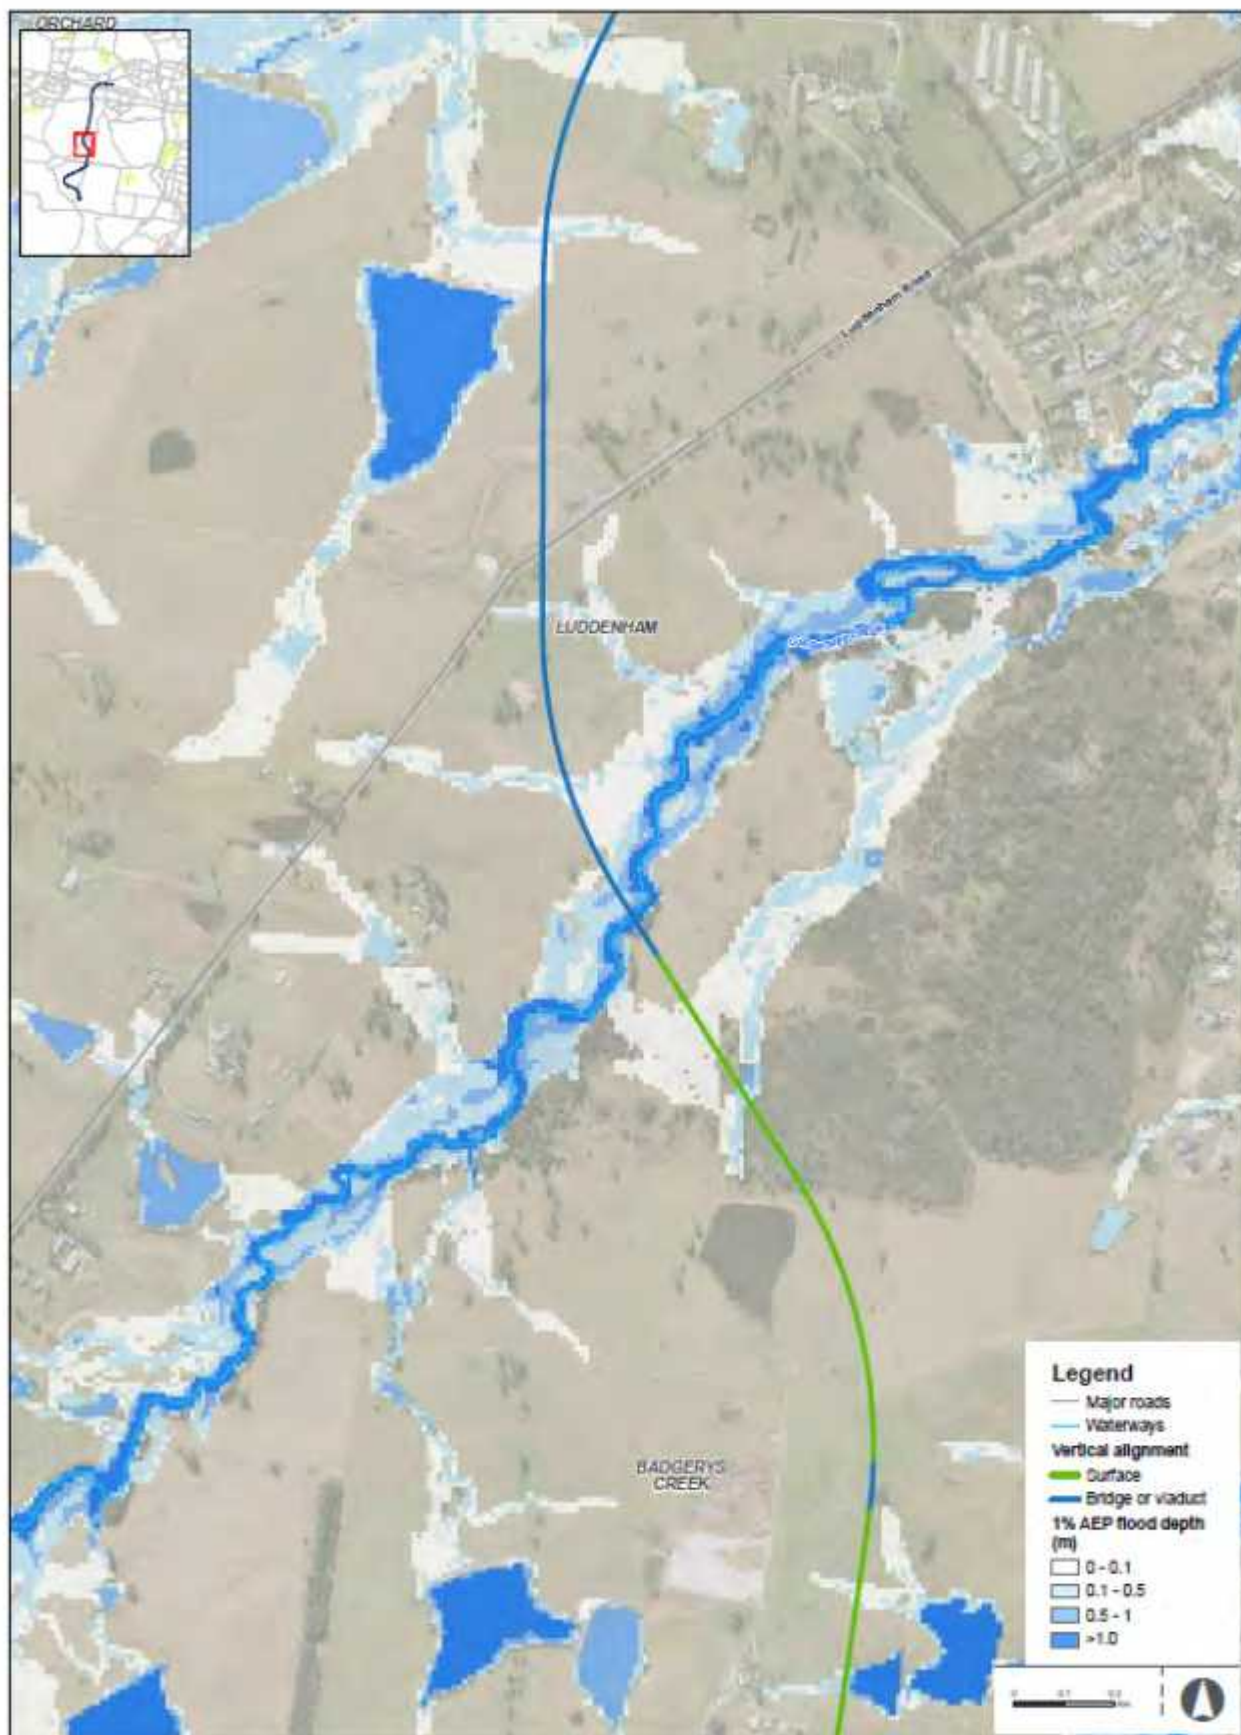 ORCHARD
Luddenham Road
LUDDENHAM
BADGERYS
CREEK
Legend
Major roads
Waterways
Vertical alignment
Surface
Bridge or viaduct
1% AEP flood depth
(m)
0 - 0.1
0.1 - 0.5
0.5 - 1
>1.0
0